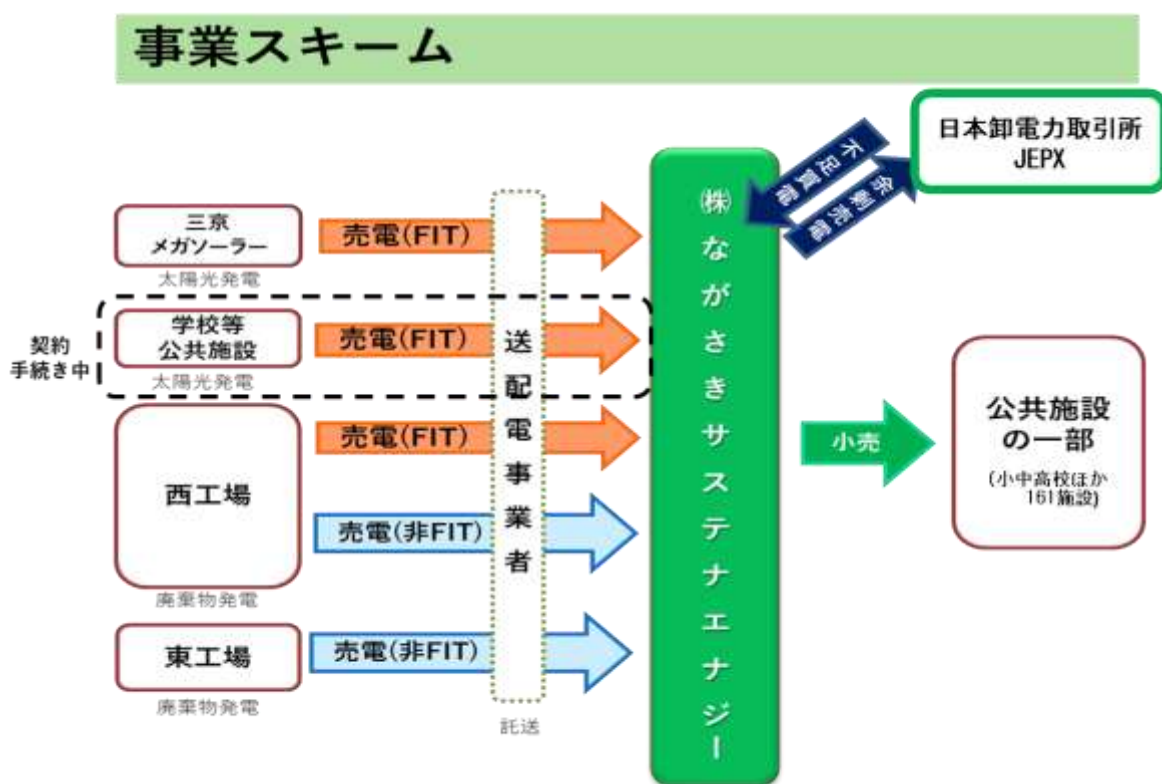 事業スキーム
日本卸電力取引所
JEPX
不足買電
余剰売電
三京
メガソーラー
太陽光発電
売電(FIT)
契約
手続き中
学校等
公共施設
太陽光発電
売電(FIT)
西工場
廃棄物発電
売電(FIT)
売電(非FIT)
東工場
廃棄物発電
売電(非FIT)
送配電事業者
託送
㈱ながさきサステナエナジー
小売
公共施設
の一部
(小中高校ほか
161施設)